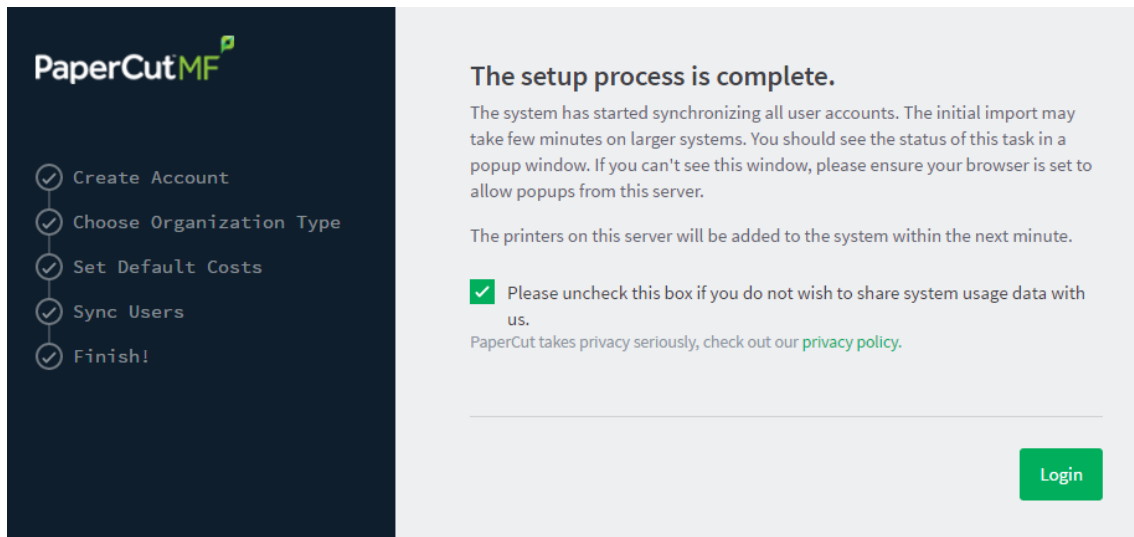 PaperCut MF
Create Account
Choose Organization Type
Set Default Costs
Sync Users
Finish!
The setup process is complete.
The system has started synchronizing all user accounts. The initial import may
take few minutes on larger systems. You should see the status of this task in a
popup window. If you can't see this window, please ensure your browser is set to
allow popups from this server.
The printers on this server will be added to the system within the next minute.
Please uncheck this box if you do not wish to share system usage data with
us.
PaperCut takes privacy seriously, check out our privacy policy.
Login